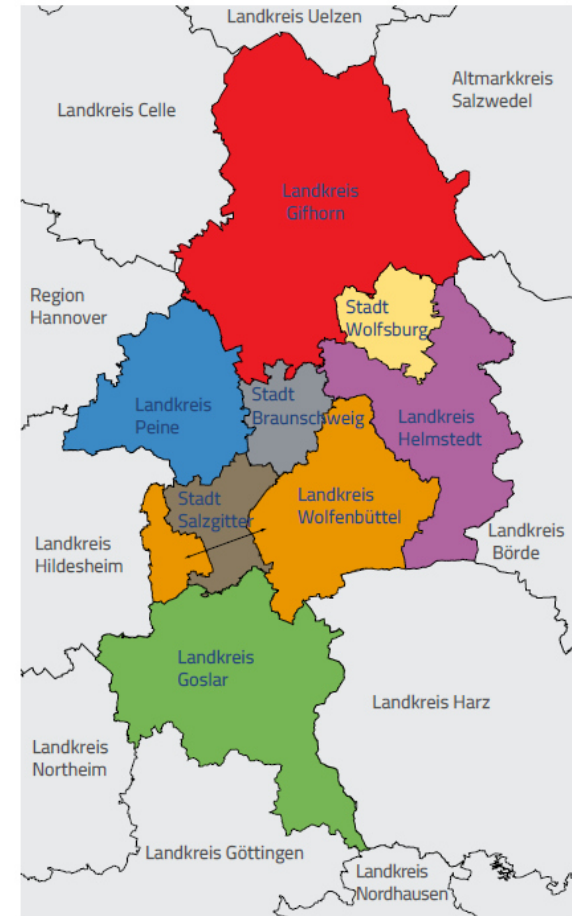 Landkreis Uelzen
Altmarkkreis
Salzwedel
Landkreis Celle
Landkreis
Gifhorn
Region
Hannover
Stadt
Wolfsburg
Stadt
Braunschweig
Landkreis
Peine
Landkreis
Helmstedt
Stadt
Salzgitter
Landkreis
Wolfenbüttel
Landkreis
Hildesheim
Landkreis
Börde
Landkreis
Goslar
Landkreis Harz
Landkreis
Northeim
Landkreis Göttingen
Landkreis
Nordhausen